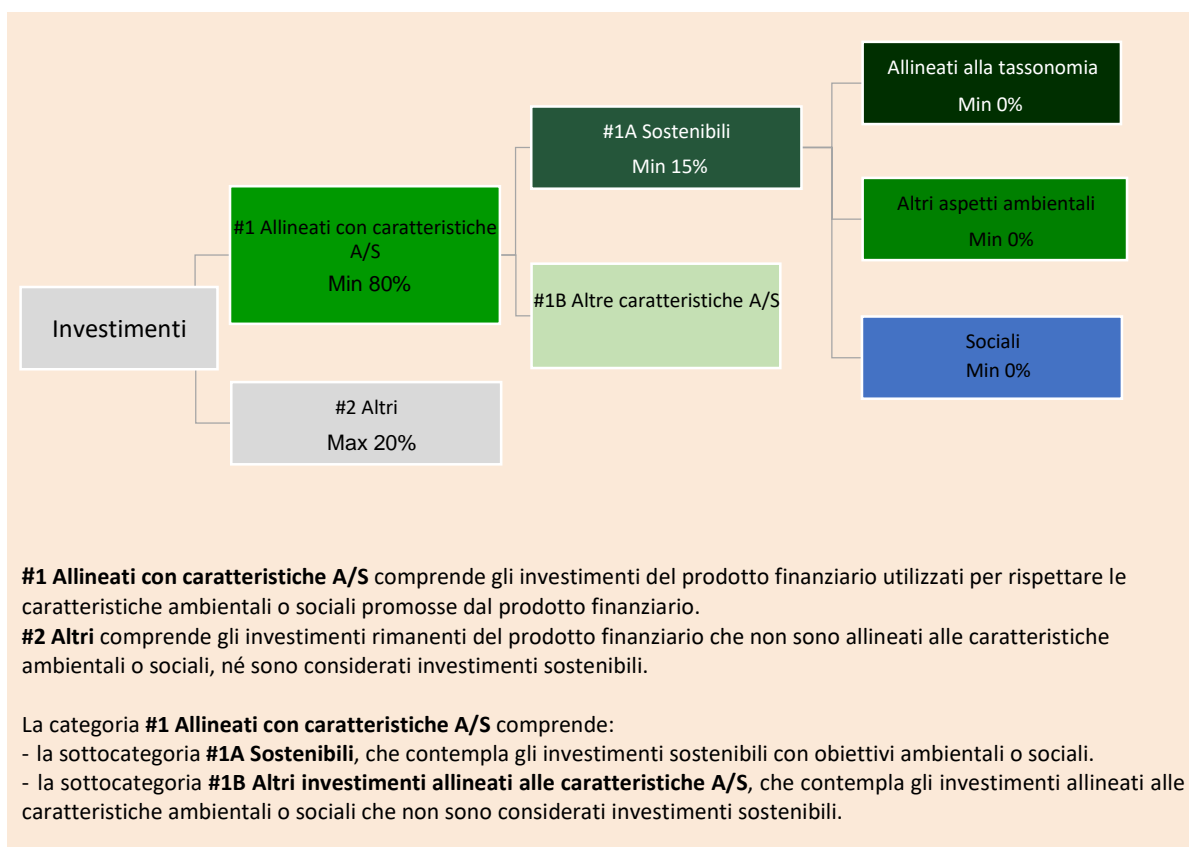 Investimenti
#1 Allineati con caratteristiche
A/S
Min 80%
#2 Altri
Max 20%
#1A Sostenibili
Min 15%
#1B Altre caratteristiche A/S
Allineati alla tassonomia
Min 0%
Altri aspetti ambientali
Min 0%
Sociali
Min 0%
#1 Allineati con caratteristiche A/S comprende gli investimenti del prodotto finanziario utilizzati per rispettare le
caratteristiche ambientali o sociali promosse dal prodotto finanziario.
#2 Altri comprende gli investimenti rimanenti del prodotto finanziario che non sono allineati alle caratteristiche
ambientali o sociali, né sono considerati investimenti sostenibili.
La categoria #1 Allineati con caratteristiche A/S comprende:
- la sottocategoria #1A Sostenibili, che contempla gli investimenti sostenibili con obiettivi ambientali o sociali.
- la sottocategoria #1B Altri investimenti allineati alle caratteristiche A/S, che contempla gli investimenti allineati alle
caratteristiche ambientali o sociali che non sono considerati investimenti sostenibili.